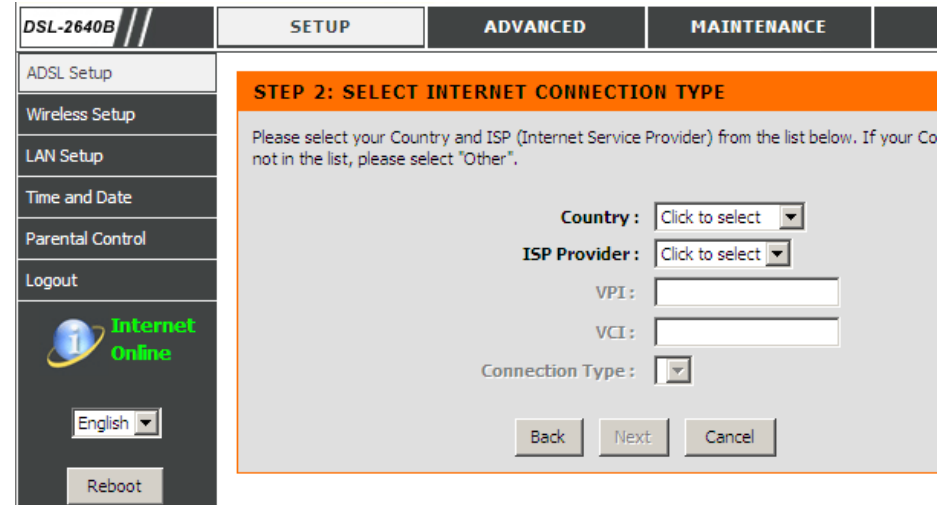 DSL-2640B
SETUP
ADVANCED
MAINTENANCE
ADSL Setup
Wireless Setup
LAN Setup
Time and Date
Parental Control
Logout
Internet
Online
English
Reboot
STEP 2: SELECT INTERNET CONNECTION TYPE
Please select your Country and ISP (Internet Service Provider) from the list below. If your Co
not in the list, please select "Other".
Country : Click to select
ISP Provider : Click to select
VPI :
VCI :
Connection Type :
Back Next Cancel